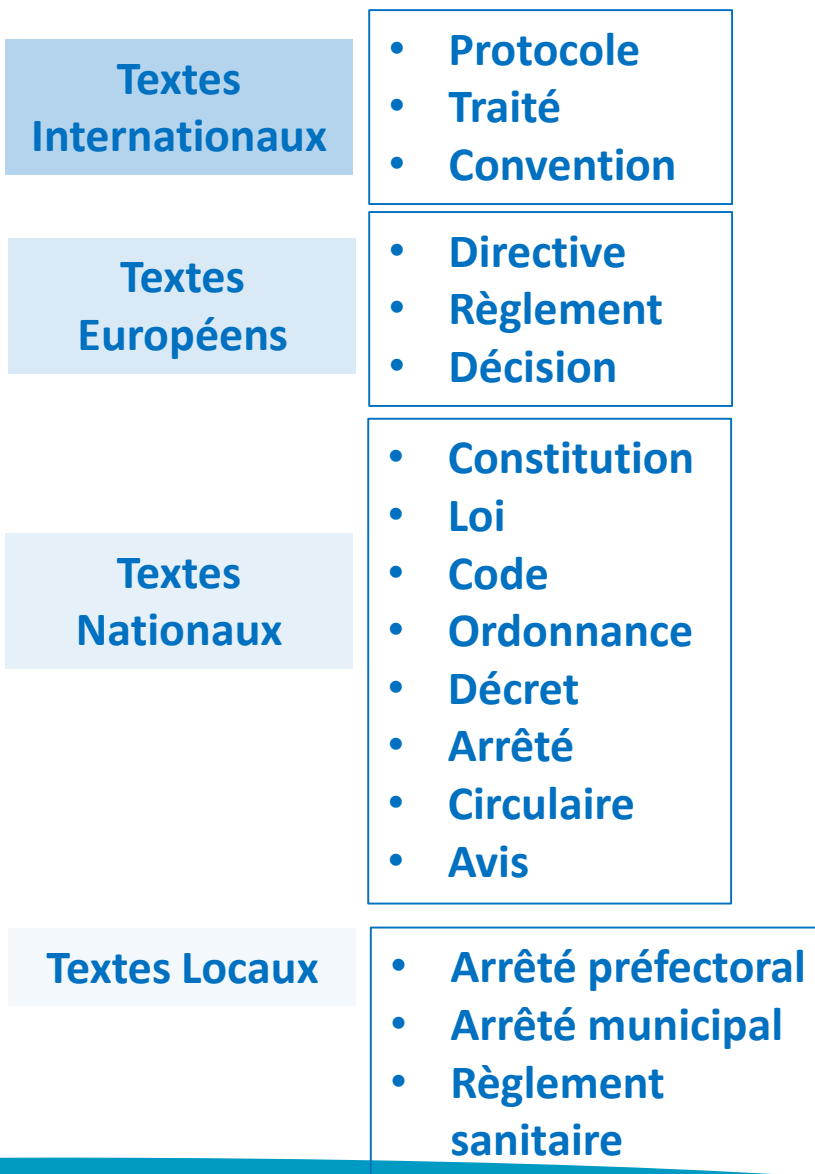 Textes
Internationaux
• Protocole
• Traité
• Convention
Textes
Européens
• Directive
• Règlement
• Décision
Textes
Nationaux
• Constitution
• Loi
• Code
• Ordonnance
• Décret
• Arrêté
• Circulaire
• Avis
Textes Locaux
• Arrêté préfectoral
• Arrêté municipal
• Règlement
sanitaire